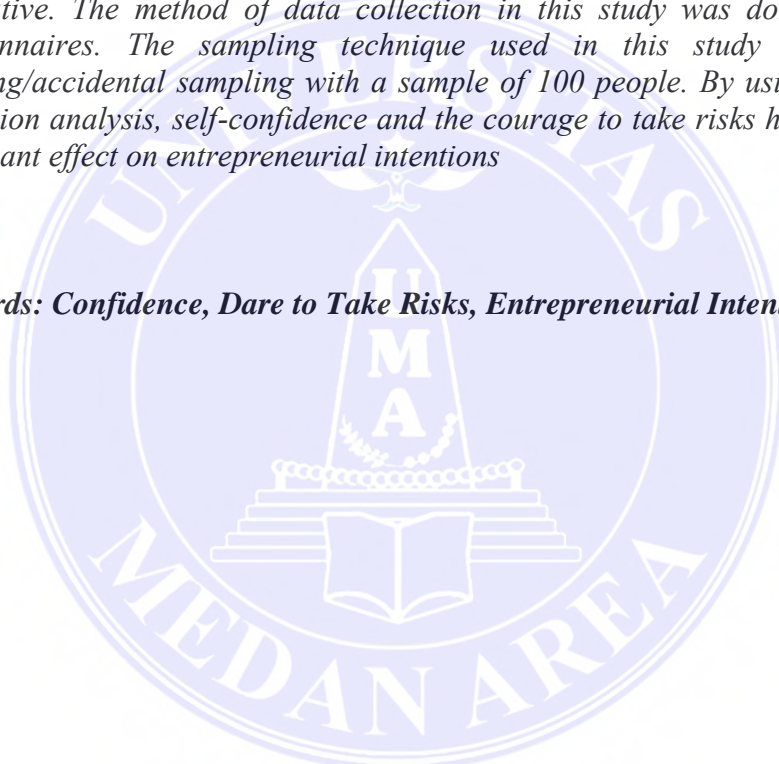 tive. The method of data collection in this study was do
nnaires. The sampling technique used in this study
ng/accidental sampling with a sample of 100 people. By usi
ion analysis, self-confidence and the courage to take risks h
ant effect on entrepreneurial intentions
rds: Confidence, Dare to Take Risks, Entrepreneurial Inten
UNIVERSITAS
U
M
A
MEDAN AREA